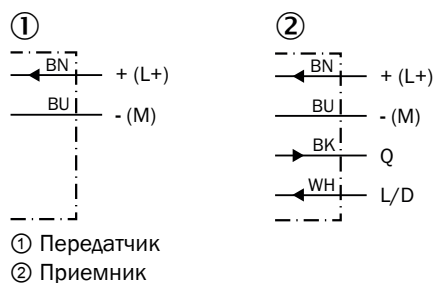 ① ②
BN + (L+)
BU - (M)
BN + (L+)
BU - (M)
BK Q
WH L/D
① Передатчик
② Приемник